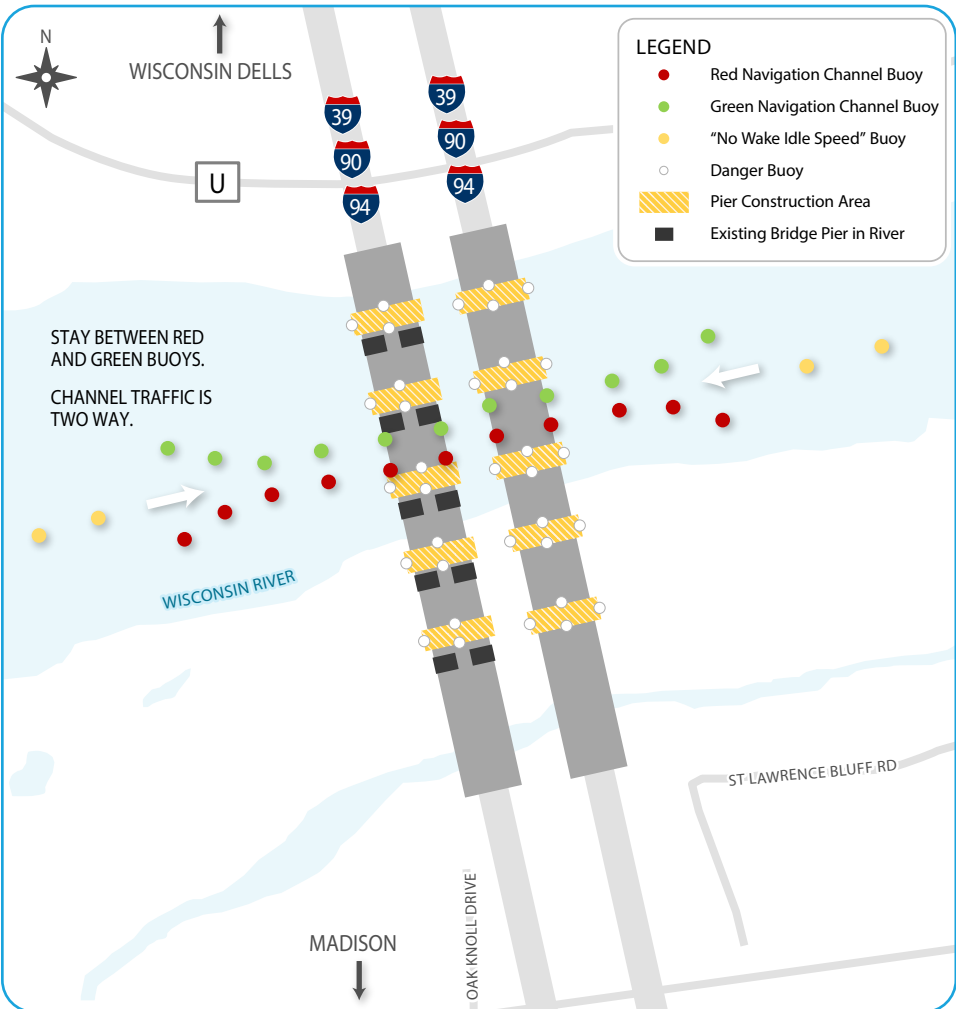 N
WISCONSIN DELLS
39
90
94
39
90
94
U
LEGEND
Red Navigation Channel Buoy
Green Navigation Channel Buoy
“No Wake Idle Speed” Buoy
Danger Buoy
Pier Construction Area
Existing Bridge Pier in River
STAY BETWEEN RED
AND GREEN BUOYS.
CHANNEL TRAFFIC IS
TWO WAY.
WISCONSIN RIVER
ST LAWRENCE BLUFF RD
OAK KNOLL DRIVE
MADISON